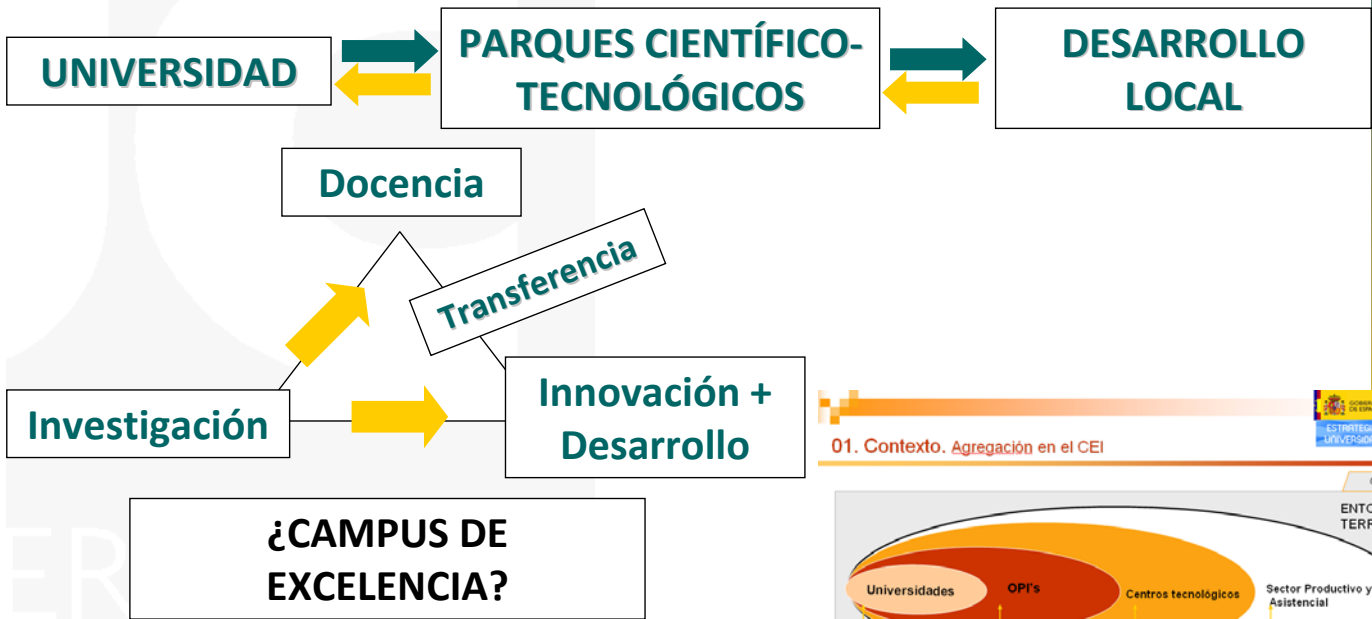 UNIVERSIDAD
PARQUES CIENTÍFICO-
TECNOLÓGICOS
DESARROLLO
LOCAL
Docencia
Transferencia
Investigación
Innovación +
Desarrollo
¿CAMPUS DE
EXCELENCIA?
01. Contexto. Agregación en el CEI
Universidades
OPI's
Centros tecnológicos
Sector Productivo y
Asistencial